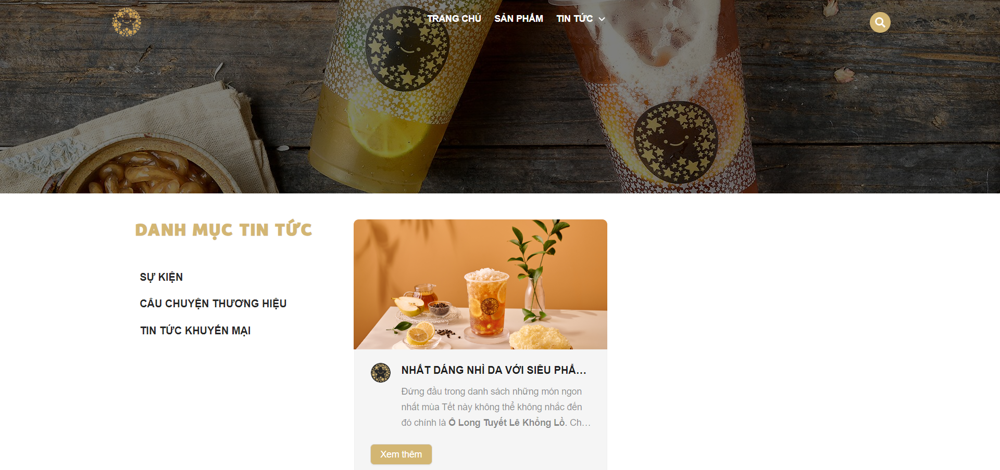 TRANG CHỦ SẢN PHẨM TIN TỨC
DANH MỤC TIN TỨC
SỰ KIỆN
CÂU CHUYỆN THƯƠNG HIỆU
TIN TỨC KHUYẾN MẠI
NHẤT DÁNG NHÌ DA VỚI SIÊU PHẨ...
Đứng đầu trong danh sách những món ngon
nhất mùa Tết này không thể không nhắc đến
đó chính là Ô Long Tuyết Lê Khổng Lồ. Ch...
Xem thêm